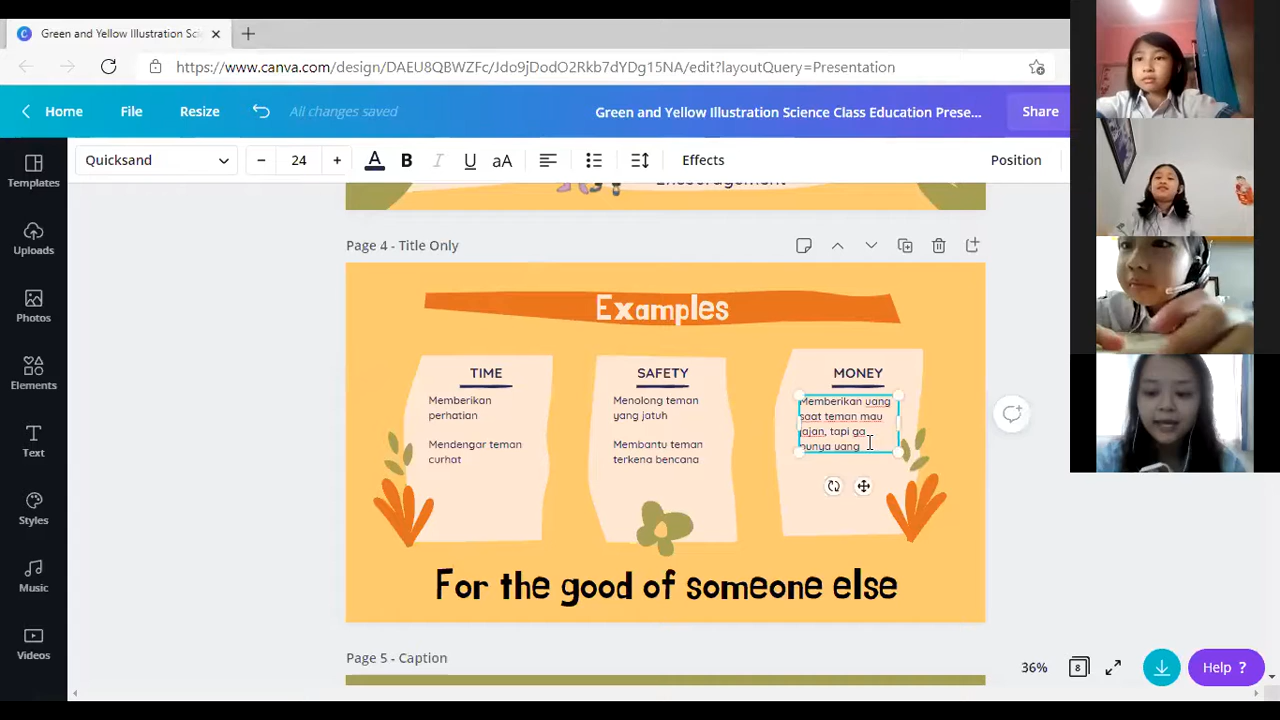 Green and Yellow Illustration Sci
https://www.canva.com/design/DAEU8QBWZFc/Jdo9jDodO2Rkb7dYDg15NA/edit?layoutQuery=Presentation
Home File Resize All changes saved Green and Yellow Illustration Science Class Education Prese... Share
Quicksand 24 A B I U aA Effects Position
Templates
Uploads
Photos
Elements
Text
Styles
Music
Videos
Encouragement
Page 4 - Title Only
Examples
TIME
Memberikan
perhatian
Mendengar teman
curhat
SAFETY
Menolong teman
yang jatuh
Membantu teman
terkena bencana
MONEY
Memberikan uang
saat teman mau
jajan, tapi ga
punya uang
For the good of someone else
Page 5 - Caption
36% 8 Help ?